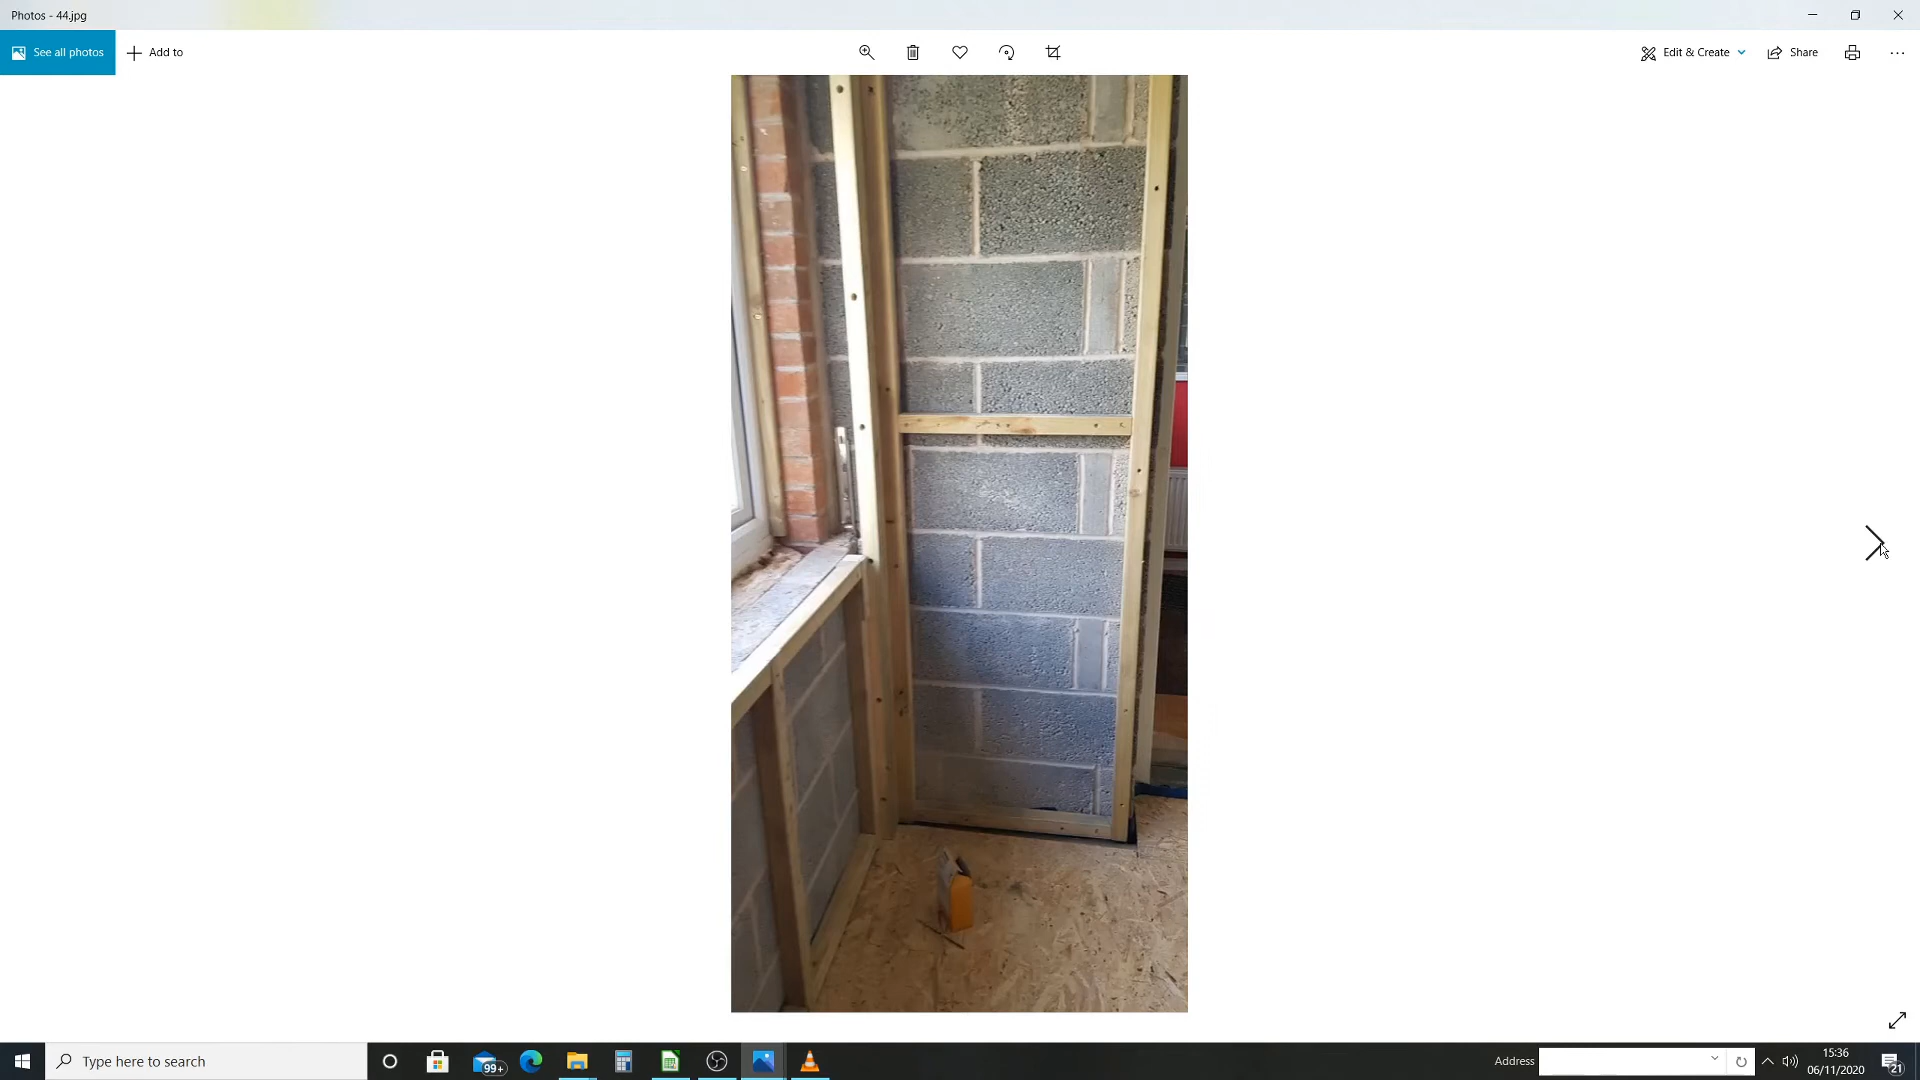 Photos - 44.jpg
See all photos
Add to
Edit & Create
Share
Type here to search
99+
Address
15:36
06/11/2020
21